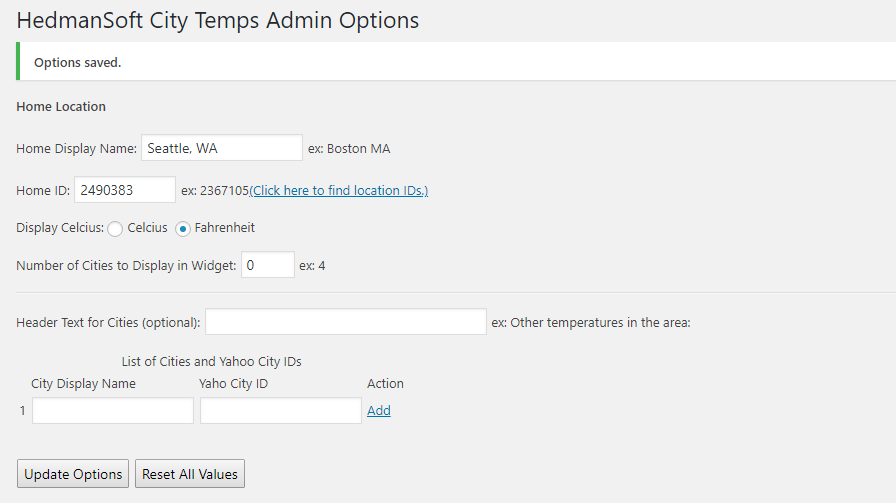 HedmanSoft City Temps Admin Options
Options saved.
Home Location
Home Display Name: Seattle, WA ex: Boston MA
Home ID: 2490383 ex: 2367105(Click here to find location IDs.)
Display Celcius: Celcius Fahrenheit
Number of Cities to Display in Widget: 0 ex: 4
Header Text for Cities (optional): ex: Other temperatures in the area:
List of Cities and Yahoo City IDs
City Display Name Yaho City ID Action
1 Add
Update Options Reset All Values